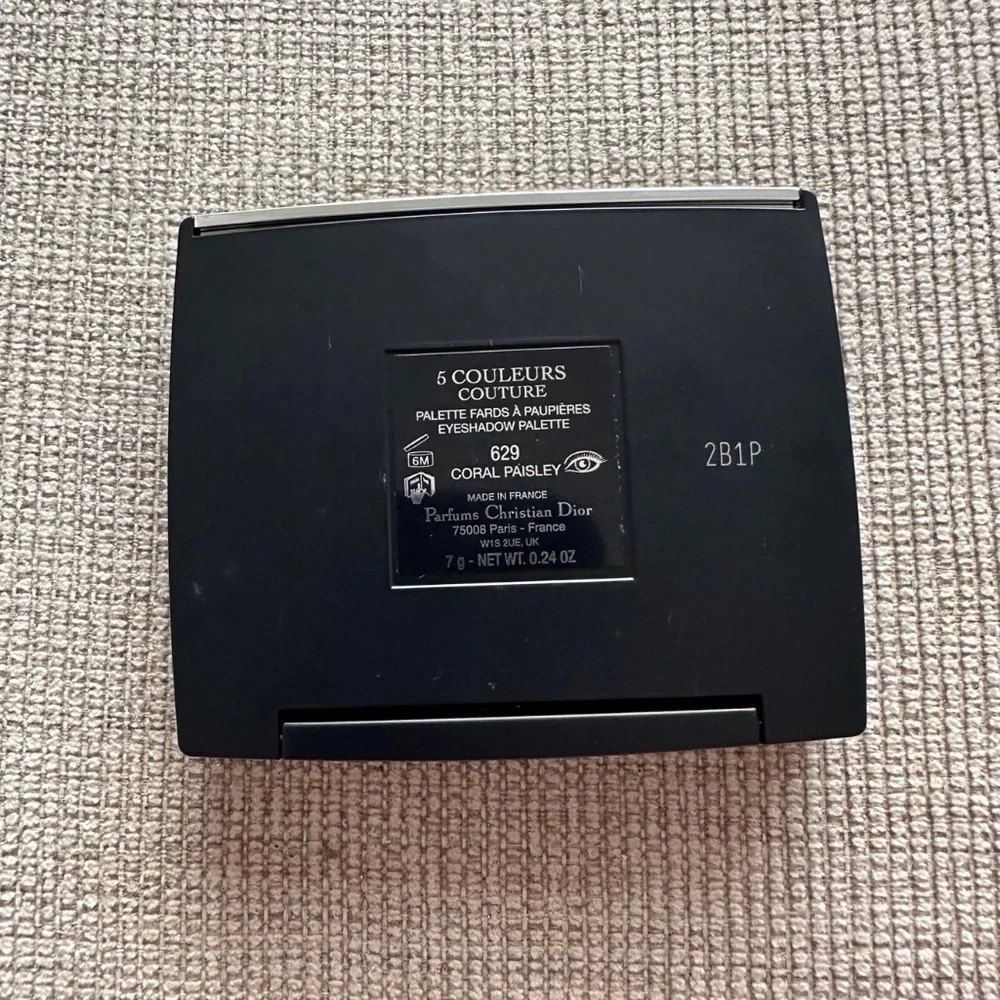 5 COULEURS
COUTURE
PALETTE FARDS À PAUPIÈRES
EYESHADOW PALETTE
6M
629
CORAL PAISLEY
MADE IN FRANCE
Parfums Christian Dior
75008 Paris - France
W1S 2UE, UK
7 g - NET WT. 0.24 OZ
2B1P